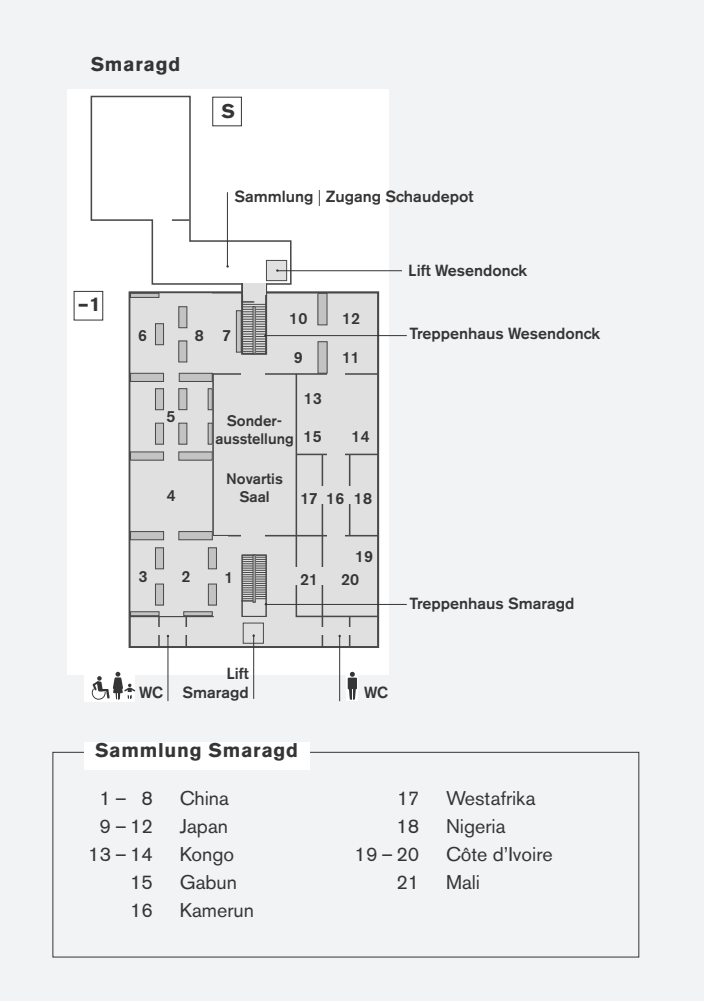 Smaragd
S
Sammlung | Zugang Schaudepot
Lift Wesendonck
–1
10 12
6 8 7
Treppenhaus Wesendonck
9 11
13
5
Sonder-
ausstellung
15 14
Novartis
Saal
4
17 16 18
19
3 2 1
21 20
Treppenhaus Smaragd
Lift
Smaragd
WC
WC
Sammlung Smaragd
1 – 8 China
9 – 12 Japan
13 – 14 Kongo
15 Gabun
16 Kamerun
17 Westafrika
18 Nigeria
19 – 20 Côte d'Ivoire
21 Mali